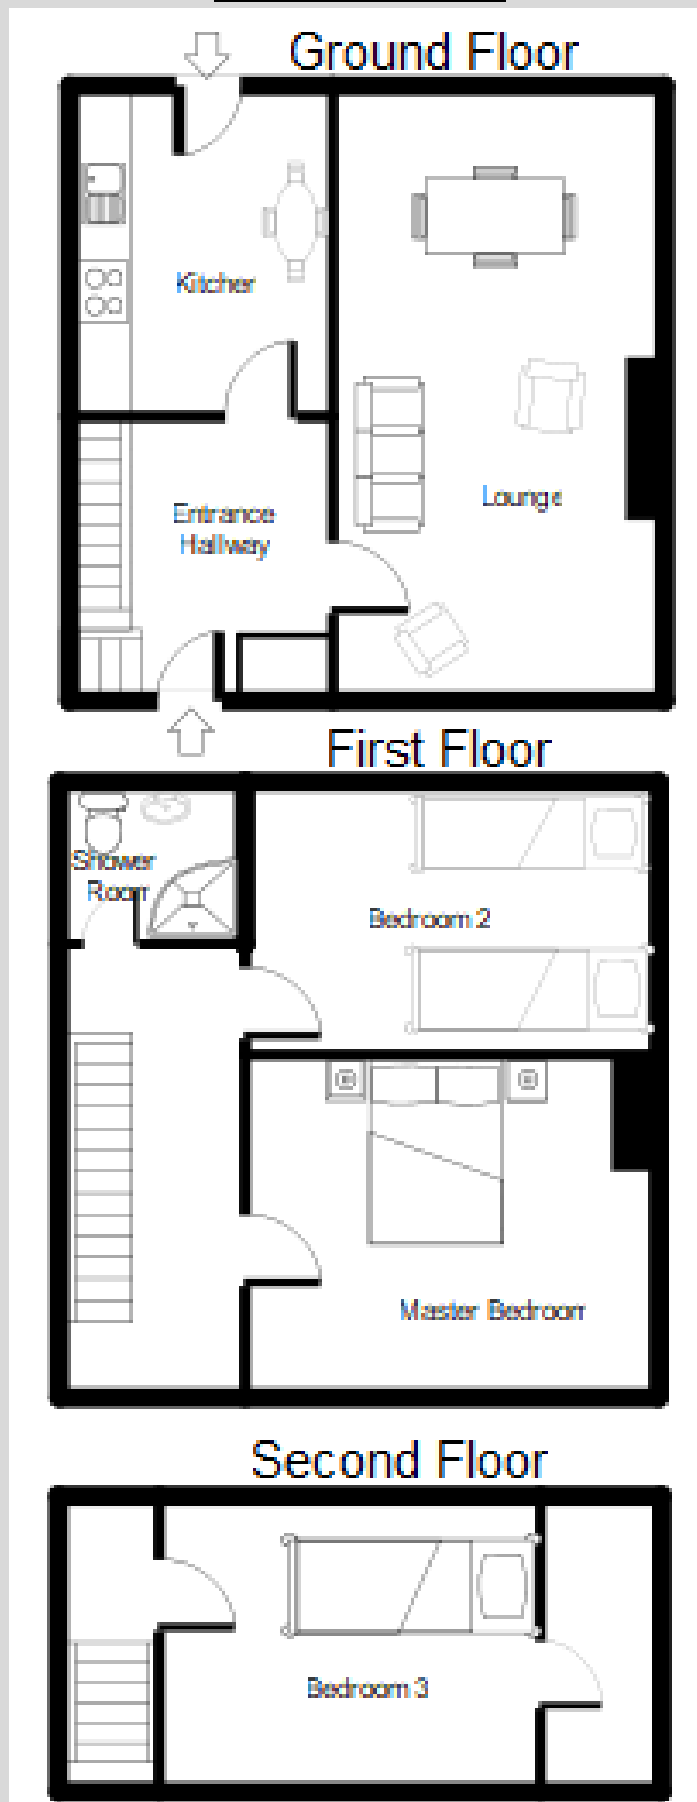 Ground Floor
Kitchen
Entrance
Hallway
Lounge
First Floor
Shower
Room
Bedroom 2
Master Bedroom
Second Floor
Bedroom 3